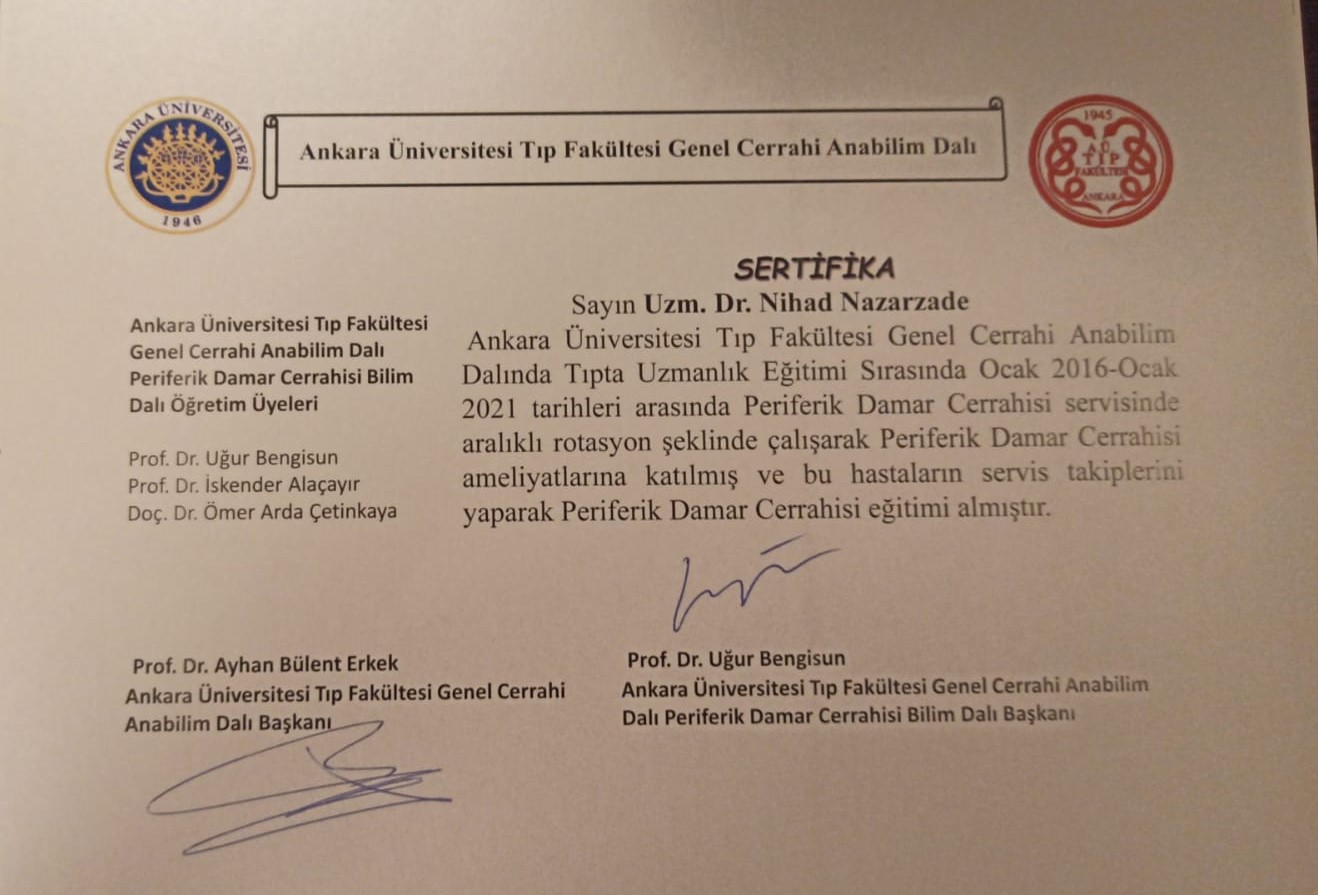 ANKARA ÜNİVERSİTESİ
1946
Ankara Üniversitesi Tıp Fakültesi Genel Cerrahi Anabilim Dalı
1945
A.Ü
TIP
FAKÜLTESİ
ANKARA
SERTİFİKA
Sayın Uzm. Dr. Nihad Nazarzade
Ankara Üniversitesi Tıp Fakültesi Genel Cerrahi Anabilim
Dalında Tıpta Uzmanlık Eğitimi Sırasında Ocak 2016-Ocak
2021 tarihleri arasında Periferik Damar Cerrahisi servisinde
aralıklı rotasyon şeklinde çalışarak Periferik Damar Cerrahisi
ameliyatlarına katılmış ve bu hastaların servis takiplerini
yaparak Periferik Damar Cerrahisi eğitimi almıştır.
Ankara Üniversitesi Tıp Fakültesi
Genel Cerrahi Anabilim Dalı
Periferik Damar Cerrahisi Bilim
Dalı Öğretim Üyeleri
Prof. Dr. Uğur Bengisun
Prof. Dr. İskender Alaçayır
Doç. Dr. Ömer Arda Çetinkaya
Prof. Dr. Ayhan Bülent Erkek
Ankara Üniversitesi Tıp Fakültesi Genel Cerrahi
Anabilim Dalı Başkanı
Prof. Dr. Uğur Bengisun
Ankara Üniversitesi Tıp Fakültesi Genel Cerrahi Anabilim
Dalı Periferik Damar Cerrahisi Bilim Dalı Başkanı